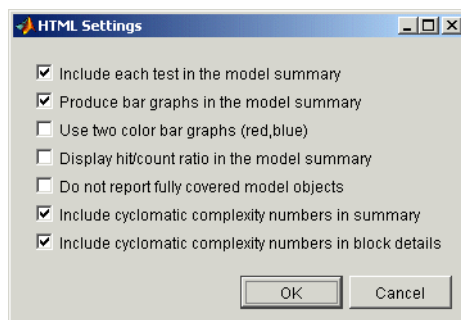 HTML Settings
Include each test in the model summary
Produce bar graphs in the model summary
Use two color bar graphs (red,blue)
Display hit/count ratio in the model summary
Do not report fully covered model objects
Include cyclomatic complexity numbers in summary
Include cyclomatic complexity numbers in block details
OK Cancel